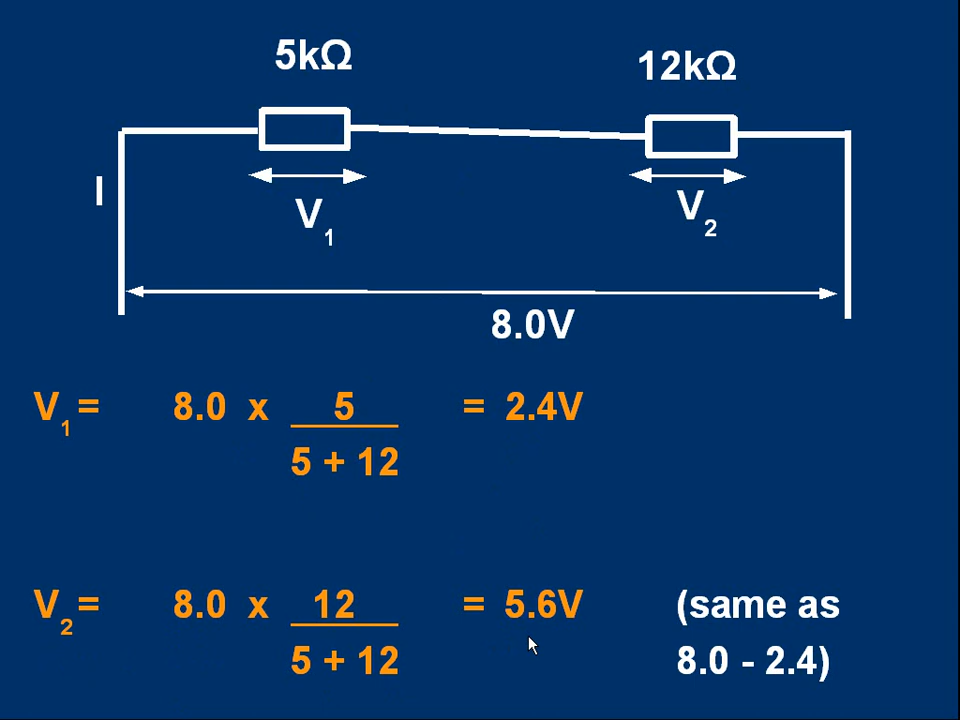 5kΩ
12kΩ
I
V1
V2
8.0V
V1 = 8.0 x 5 = 2.4V
5 + 12
V2 = 8.0 x 12 = 5.6V (same as
5 + 12 8.0 - 2.4)